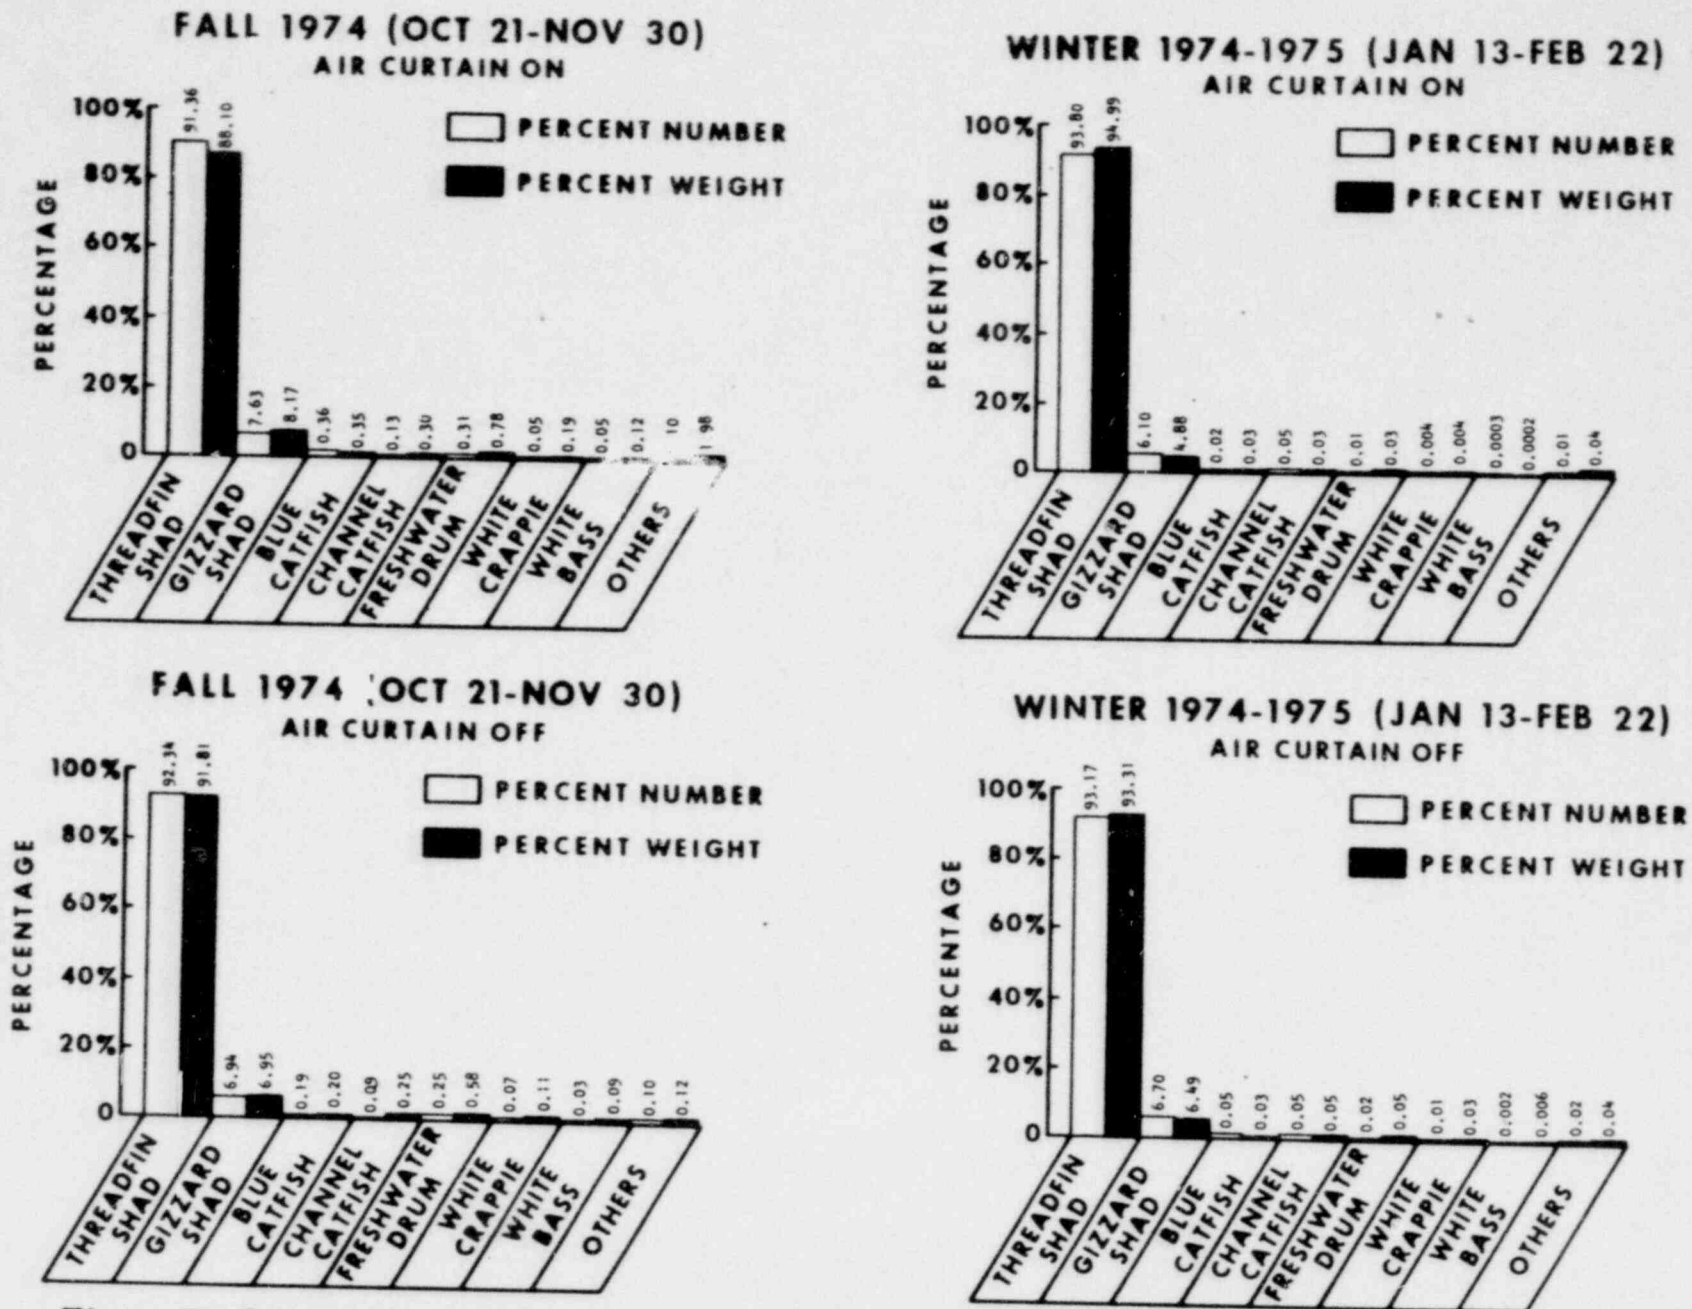 FALL 1974 (OCT 21-NOV 30)
AIR CURTAIN ON
PERCENT NUMBER
PERCENT WEIGHT
PERCENTAGE
100%
80%
60%
40%
20%
0
91.36
88.10
7.63
8.17
0.36
0.35
0.13
0.30
0.31
0.78
0.05
0.19
0.05
0.12
10
1 98
THREADFIN
SHAD
GIZZARD
SHAD
BLUE
CATFISH
CHANNEL
CATFISH
FRESHWATER
DRUM
WHITE
CRAPPIE
WHITE
BASS
OTHERS
WINTER 1974-1975 (JAN 13-FEB 22)
AIR CURTAIN ON
PERCENT NUMBER
PERCENT WEIGHT
PERCENTAGE
100%
80%
60%
40%
20%
0
93.80
94.99
6.10
4.88
0.02
0.03
0.05
0.03
0.01
0.03
0.004
0.004
0.0003
0.0002
0.01
0.04
THREADFIN
SHAD
GIZZARD
SHAD
BLUE
CATFISH
CHANNEL
CATFISH
FRESHWATER
DRUM
WHITE
CRAPPIE
WHITE
BASS
OTHERS
FALL 1974 OCT 21-NOV 30)
AIR CURTAIN OFF
PERCENT NUMBER
PERCENT WEIGHT
PERCENTAGE
100%
80%
60%
40%
20%
0
92.34
91.81
6.94
6.95
0.19
0.20
0.09
0.25
0.25
0.58
0.07
0.11
0.03
0.09
0.10
0.12
THREADFIN
SHAD
GIZZARD
SHAD
BLUE
CATFISH
CHANNEL
CATFISH
FRESHWATER
DRUM
WHITE
CRAPPIE
WHITE
BASS
OTHERS
WINTER 1974-1975 (JAN 13-FEB 22)
AIR CURTAIN OFF
PERCENT NUMBER
PERCENT WEIGHT
PERCENTAGE
100%
80%
60%
40%
20%
0
93.17
93.31
6.70
6.49
0.05
0.03
0.05
0.05
0.02
0.05
0.01
0.03
0.002
0.006
0.02
0.04
THREADFIN
SHAD
GIZZARD
SHAD
BLUE
CATFISH
CHANNEL
CATFISH
FRESHWATER
DRUM
WHITE
CRAPPIE
WHITE
BASS
OTHERS